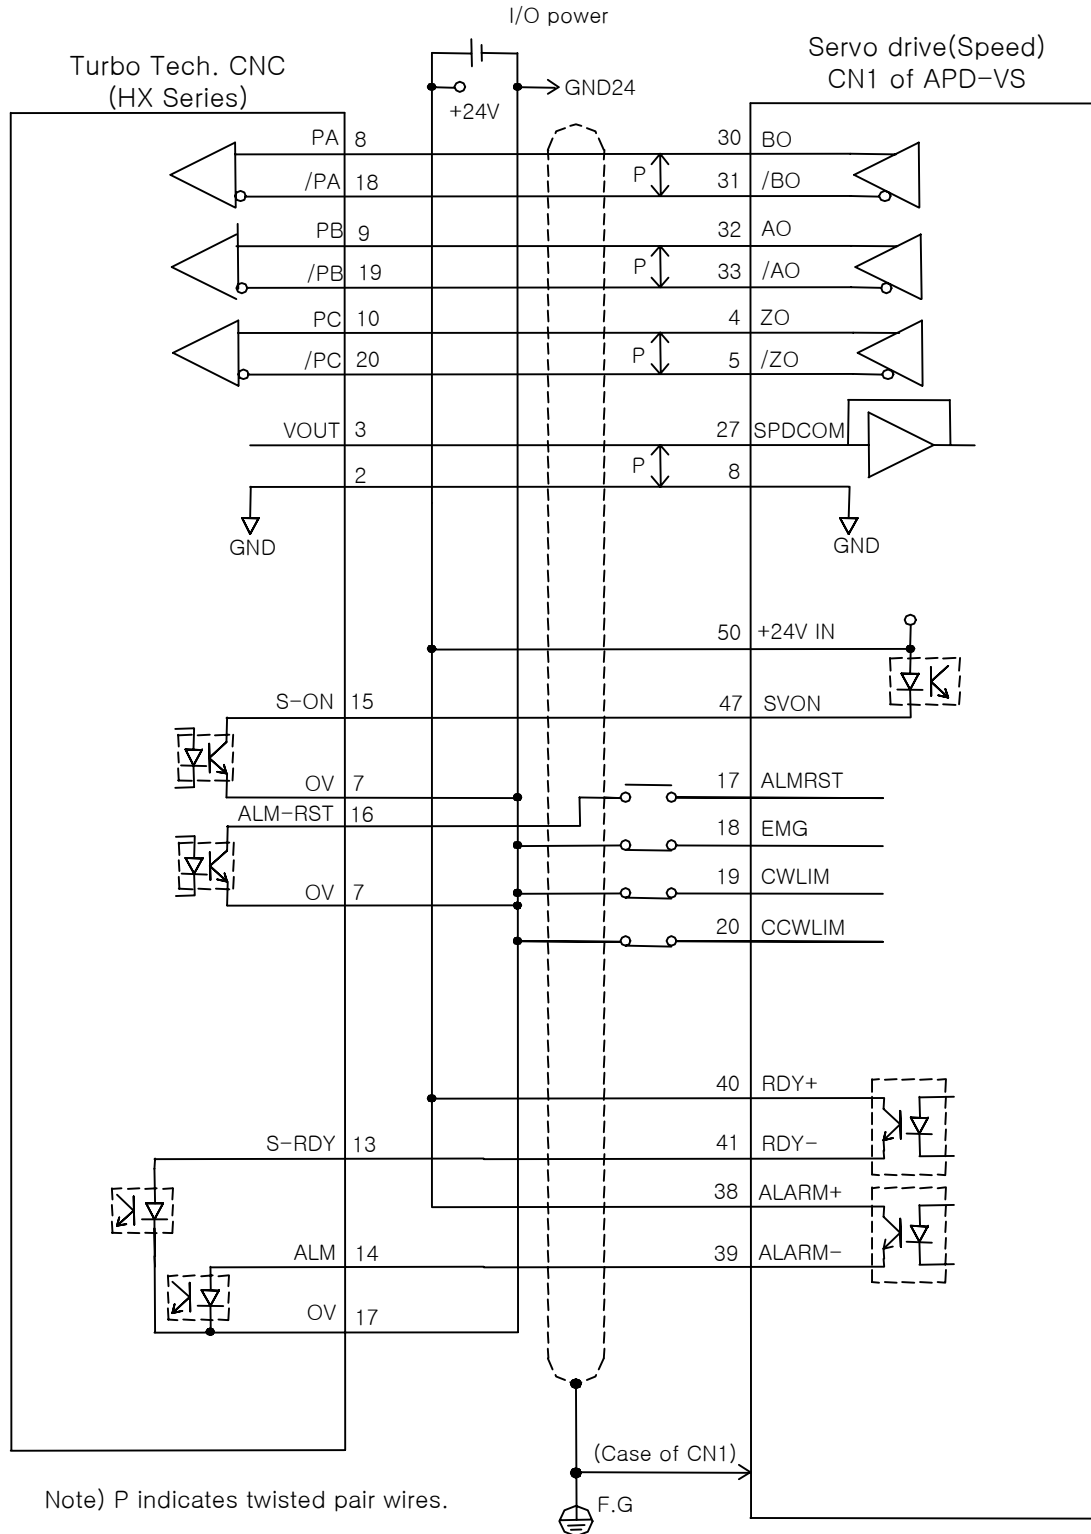 I/O power
Turbo Tech. CNC
(HX Series)
Servo drive(Speed)
CN1 of APD-VS
+24V
GND24
PA 8 30 BO
P
/PA 18 31 /BO
PB 9 32 AO
P
/PB 19 33 /AO
PC 10 4 ZO
P
/PC 20 5 /ZO
VOUT 3 27 SPDCOM
P
2 8
GND GND
50 +24V IN
S-ON 15 47 SVON
OV 7 17 ALMRST
ALM-RST 16
18 EMG
OV 7 19 CWLIM
20 CCWLIM
40 RDY+
S-RDY 13 41 RDY-
38 ALARM+
ALM 14 39 ALARM-
OV 17
(Case of CN1)
F.G
Note) P indicates twisted pair wires.